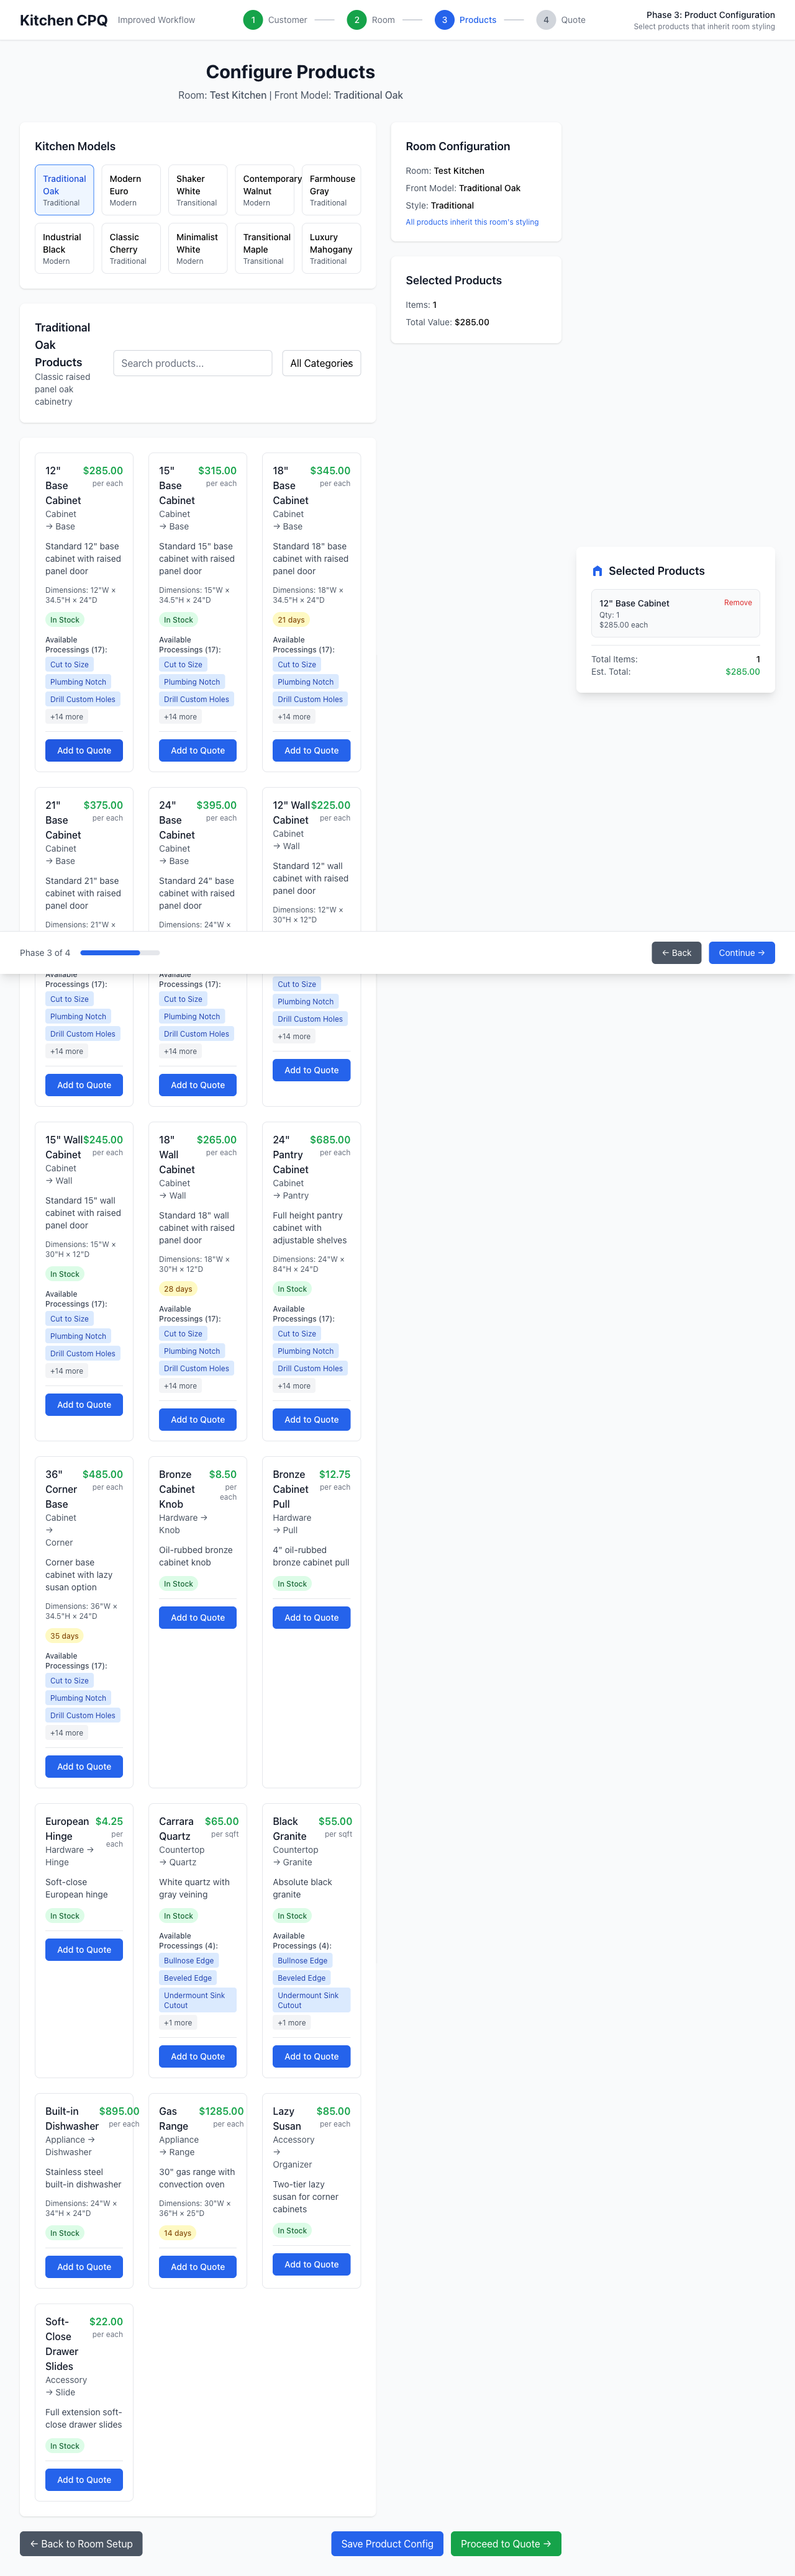 Kitchen CPQ
Improved Workflow
1 Customer
2 Room
3 Products
4 Quote
Phase 3: Product Configuration
Select products that inherit room styling
Configure Products
Room: Test Kitchen | Front Model: Traditional Oak
Kitchen Models
Traditional
Oak
Traditional
Modern
Euro
Modern
Shaker
White
Transitional
Contemporary
Walnut
Modern
Farmhouse
Gray
Traditional
Industrial
Black
Modern
Classic
Cherry
Traditional
Minimalist
White
Modern
Transitional
Maple
Transitional
Luxury
Mahogany
Traditional
Room Configuration
Room: Test Kitchen
Front Model: Traditional Oak
Style: Traditional
All products inherit this room's styling
Selected Products
Items: 1
Total Value: $285.00
Traditional
Oak
Products
Classic raised
panel oak
cabinetry
Search products...
All Categories
12"
Base
Cabinet
$285.00
per each
Cabinet
→ Base
Standard 12" base
cabinet with raised
panel door
Dimensions: 12"W ×
34.5"H × 24"D
In Stock
Available
Processings (17):
Cut to Size
Plumbing Notch
Drill Custom Holes
+14 more
Add to Quote
15"
Base
Cabinet
$315.00
per each
Cabinet
→ Base
Standard 15" base
cabinet with raised
panel door
Dimensions: 15"W ×
34.5"H × 24"D
In Stock
Available
Processings (17):
Cut to Size
Plumbing Notch
Drill Custom Holes
+14 more
Add to Quote
18"
Base
Cabinet
$345.00
per each
Cabinet
→ Base
Standard 18" base
cabinet with raised
panel door
Dimensions: 18"W ×
34.5"H × 24"D
21 days
Available
Processings (17):
Cut to Size
Plumbing Notch
Drill Custom Holes
+14 more
Add to Quote
Selected Products
12" Base Cabinet
Remove
Qty: 1
$285.00 each
Total Items: 1
Est. Total: $285.00
21"
Base
Cabinet
$375.00
per each
Cabinet
→ Base
Standard 21" base
cabinet with raised
panel door
Dimensions: 21"W ×
24"
Base
Cabinet
$395.00
per each
Cabinet
→ Base
Standard 24" base
cabinet with raised
panel door
Dimensions: 24"W ×
12" Wall
Cabinet
$225.00
per each
Cabinet
→ Wall
Standard 12" wall
cabinet with raised
panel door
Dimensions: 12"W ×
30"H × 12"D
Phase 3 of 4
← Back
Continue →
Available
Processings (17):
Cut to Size
Plumbing Notch
Drill Custom Holes
+14 more
Add to Quote
Available
Processings (17):
Cut to Size
Plumbing Notch
Drill Custom Holes
+14 more
Add to Quote
Cut to Size
Plumbing Notch
Drill Custom Holes
+14 more
Add to Quote
15" Wall
Cabinet
$245.00
per each
Cabinet
→ Wall
Standard 15" wall
cabinet with raised
panel door
Dimensions: 15"W ×
30"H × 12"D
In Stock
Available
Processings (17):
Cut to Size
Plumbing Notch
Drill Custom Holes
+14 more
Add to Quote
18"
Wall
Cabinet
$265.00
per each
Cabinet
→ Wall
Standard 18" wall
cabinet with raised
panel door
Dimensions: 18"W ×
30"H × 12"D
28 days
Available
Processings (17):
Cut to Size
Plumbing Notch
Drill Custom Holes
+14 more
Add to Quote
24"
Pantry
Cabinet
$685.00
per each
Cabinet
→ Pantry
Full height pantry
cabinet with
adjustable shelves
Dimensions: 24"W ×
84"H × 24"D
In Stock
Available
Processings (17):
Cut to Size
Plumbing Notch
Drill Custom Holes
+14 more
Add to Quote
36"
Corner
Base
$485.00
per each
Cabinet
→
Corner
Corner base
cabinet with lazy
susan option
Dimensions: 36"W ×
34.5"H × 24"D
35 days
Available
Processings (17):
Cut to Size
Plumbing Notch
Drill Custom Holes
+14 more
Add to Quote
Bronze
Cabinet
Knob
$8.50
per
each
Hardware →
Knob
Oil-rubbed bronze
cabinet knob
In Stock
Add to Quote
Bronze
Cabinet
Pull
$12.75
per each
Hardware
→ Pull
4" oil-rubbed
bronze cabinet pull
In Stock
Add to Quote
European
Hinge
$4.25
per
each
Hardware →
Hinge
Soft-close
European hinge
In Stock
Add to Quote
Carrara
Quartz
$65.00
per sqft
Countertop
→ Quartz
White quartz with
gray veining
In Stock
Available
Processings (4):
Bullnose Edge
Beveled Edge
Undermount Sink
Cutout
+1 more
Add to Quote
Black
Granite
$55.00
per sqft
Countertop
→ Granite
Absolute black
granite
In Stock
Available
Processings (4):
Bullnose Edge
Beveled Edge
Undermount Sink
Cutout
+1 more
Add to Quote
Built-in
Dishwasher
$895.00
per each
Appliance →
Dishwasher
Stainless steel
built-in dishwasher
Dimensions: 24"W ×
34"H × 24"D
In Stock
Add to Quote
Gas
Range
$1285.00
per each
Appliance
→ Range
30" gas range with
convection oven
Dimensions: 30"W ×
36"H × 25"D
14 days
Add to Quote
Lazy
Susan
$85.00
per each
Accessory
→
Organizer
Two-tier lazy
susan for corner
cabinets
In Stock
Add to Quote
Soft-
Close
Drawer
Slides
$22.00
per each
Accessory
→ Slide
Full extension soft-
close drawer slides
In Stock
Add to Quote
← Back to Room Setup
Save Product Config
Proceed to Quote →